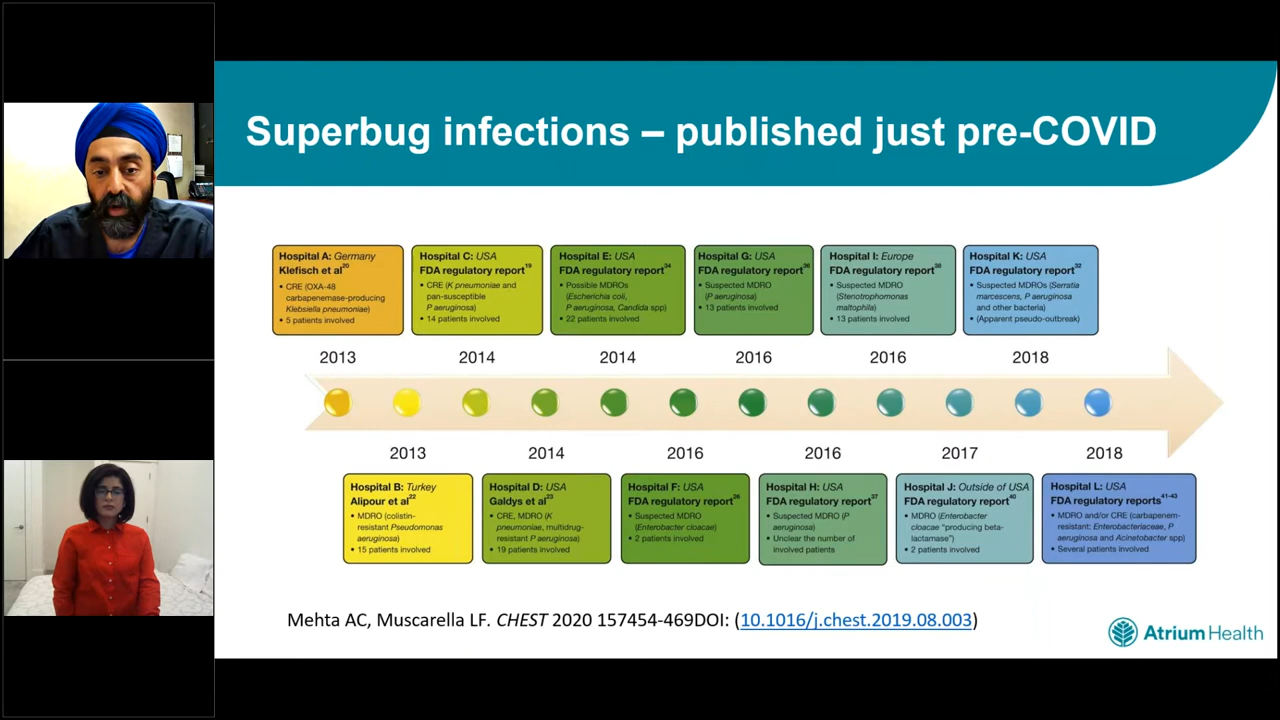 Superbug infections – published just pre-COVID
Hospital A: Germany
Klefisch et al20
• CRE (OXA-48
carbapenemase-producing
Klebsiella pneumoniae)
• 5 patients involved
Hospital C: USA
FDA regulatory report19
• CRE (K pneumoniae and
pan-susceptible
P aeruginosa)
• 14 patients involved
Hospital E: USA
FDA regulatory report34
• Possible MDROs
(Escherichia coli,
P aeruginosa, Candida spp)
• 22 patients involved
Hospital G: USA
FDA regulatory report36
• Suspected MDRO
(P aeruginosa)
• 13 patients involved
Hospital I: Europe
FDA regulatory report38
• Suspected MDRO
(Stenotrophomonas
maltophila)
• 13 patients involved
Hospital K: USA
FDA regulatory report32
• Suspected MDROs (Serratia
marcescens, P aeruginosa
and other bacteria)
• (Apparent pseudo-outbreak)
2013
2014
2014
2016
2016
2018
2013
2014
2016
2016
2017
2018
Hospital B: Turkey
Alipour et al22
• MDRO (colistin-
resistant Pseudomonas
aeruginosa)
• 15 patients involved
Hospital D: USA
Galdys et al23
• CRE, MDRO (K
pneumoniae, multidrug-
resistant P aeruginosa)
• 19 patients involved
Hospital F: USA
FDA regulatory report26
• Suspected MDRO
(Enterobacter cloacae)
• 2 patients involved
Hospital H: USA
FDA regulatory report37
• Suspected MDRO (P
aeruginosa)
• Unclear the number of
involved patients
Hospital J: Outside of USA
FDA regulatory report40
• MDRO (Enterobacter
cloacae "producing beta-
lactamase")
• 2 patients involved
Hospital L: USA
FDA regulatory reports41-43
• MDRO and/or CRE (carbapenem-
resistant: Enterobacteriaceae, P
aeruginosa and Acinetobacter spp)
• Several patients involved
Mehta AC, Muscarella LF. CHEST 2020 157454-469DOI: (10.1016/j.chest.2019.08.003)
Atrium Health